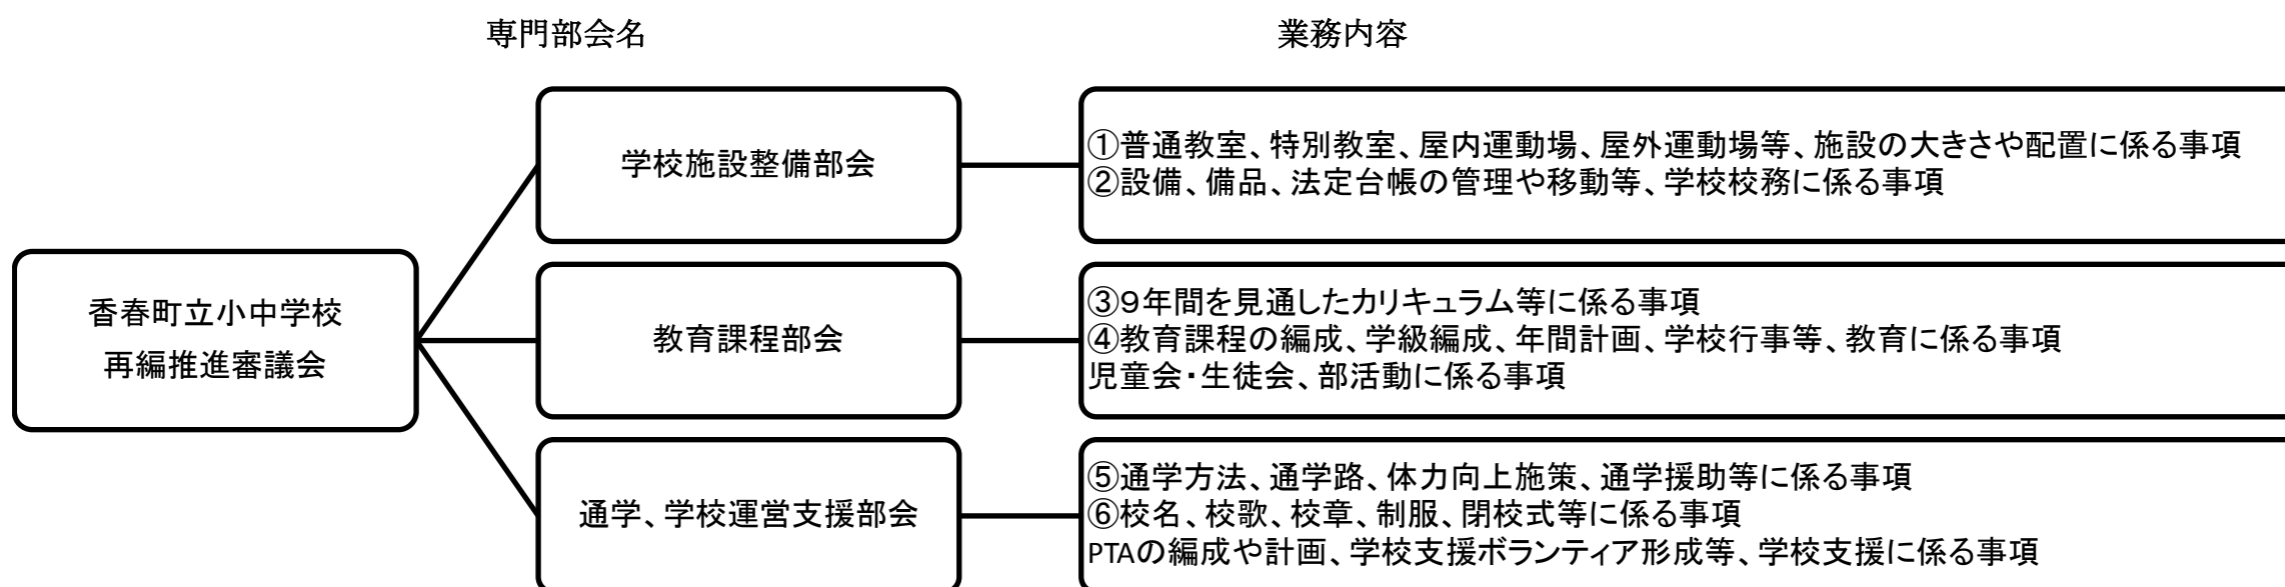 専門部会名
業務内容
学校施設整備部会
①普通教室、特別教室、屋内運動場、屋外運動場等、施設の大きさや配置に係る事項
②設備、備品、法定台帳の管理や移動等、学校校務に係る事項
香春町立小中学校
再編推進審議会
教育課程部会
③9年間を見通したカリキュラム等に係る事項
④教育課程の編成、学級編成、年間計画、学校行事等、教育に係る事項
児童会・生徒会、部活動に係る事項
通学、学校運営支援部会
⑤通学方法、通学路、体力向上施策、通学援助等に係る事項
⑥校名、校歌、校章、制服、閉校式等に係る事項
PTAの編成や計画、学校支援ボランティア形成等、学校支援に係る事項